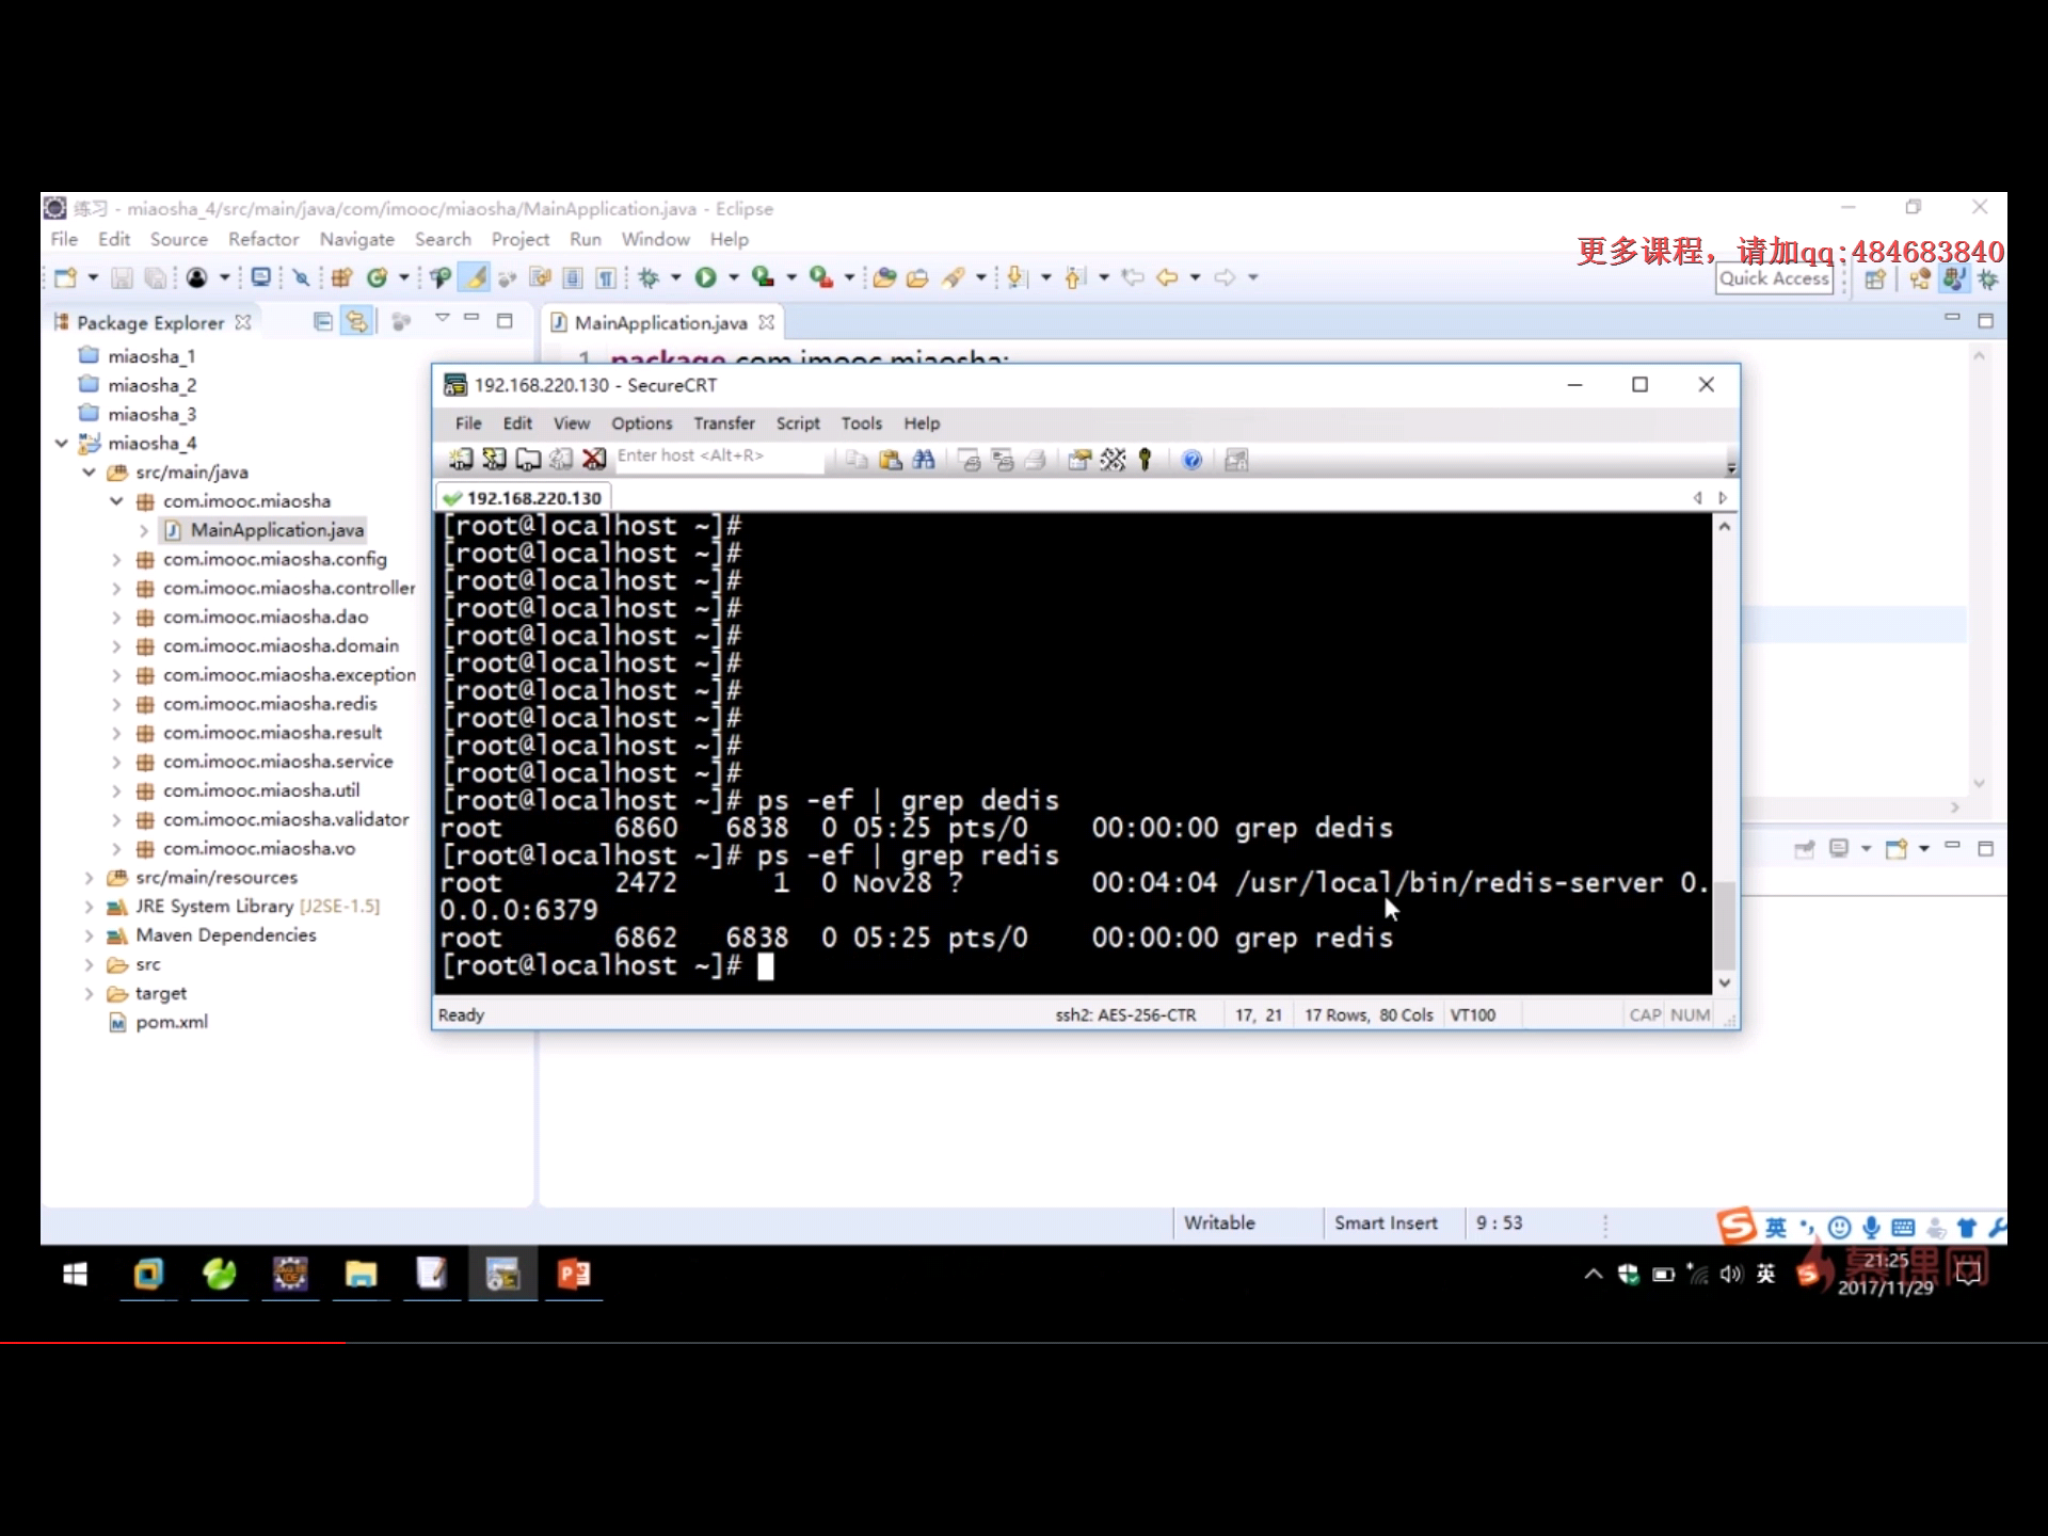 练习 - miaosha_4/src/main/java/com/imooc/miaosha/MainApplication.java - Eclipse
File Edit Source Refactor Navigate Search Project Run Window Help
更多课程，请加qq:484683840
Quick Access
Package Explorer
MainApplication.java
1 package com.imooc.miaosha;
miaosha_1
miaosha_2
miaosha_3
miaosha_4
src/main/java
com.imooc.miaosha
MainApplication.java
com.imooc.miaosha.config
com.imooc.miaosha.controller
com.imooc.miaosha.dao
com.imooc.miaosha.domain
com.imooc.miaosha.exception
com.imooc.miaosha.redis
com.imooc.miaosha.result
com.imooc.miaosha.service
com.imooc.miaosha.util
com.imooc.miaosha.validator
com.imooc.miaosha.vo
src/main/resources
JRE System Library [J2SE-1.5]
Maven Dependencies
src
target
pom.xml
192.168.220.130 - SecureCRT
File Edit View Options Transfer Script Tools Help
Enter host <Alt+R>
192.168.220.130
[root@localhost ~]#
[root@localhost ~]#
[root@localhost ~]#
[root@localhost ~]#
[root@localhost ~]#
[root@localhost ~]#
[root@localhost ~]#
[root@localhost ~]#
[root@localhost ~]#
[root@localhost ~]#
[root@localhost ~]# ps -ef | grep dedis
root 6860 6838 0 05:25 pts/0 00:00:00 grep dedis
[root@localhost ~]# ps -ef | grep redis
root 2472 1 0 Nov28 ? 00:04:04 /usr/local/bin/redis-server 0.
0.0.0:6379
root 6862 6838 0 05:25 pts/0 00:00:00 grep redis
[root@localhost ~]#
Ready ssh2: AES-256-CTR 17, 21 17 Rows, 80 Cols VT100 CAP NUM
Writable Smart Insert 9 : 53
英
英
慕课网
21:25
2017/11/29